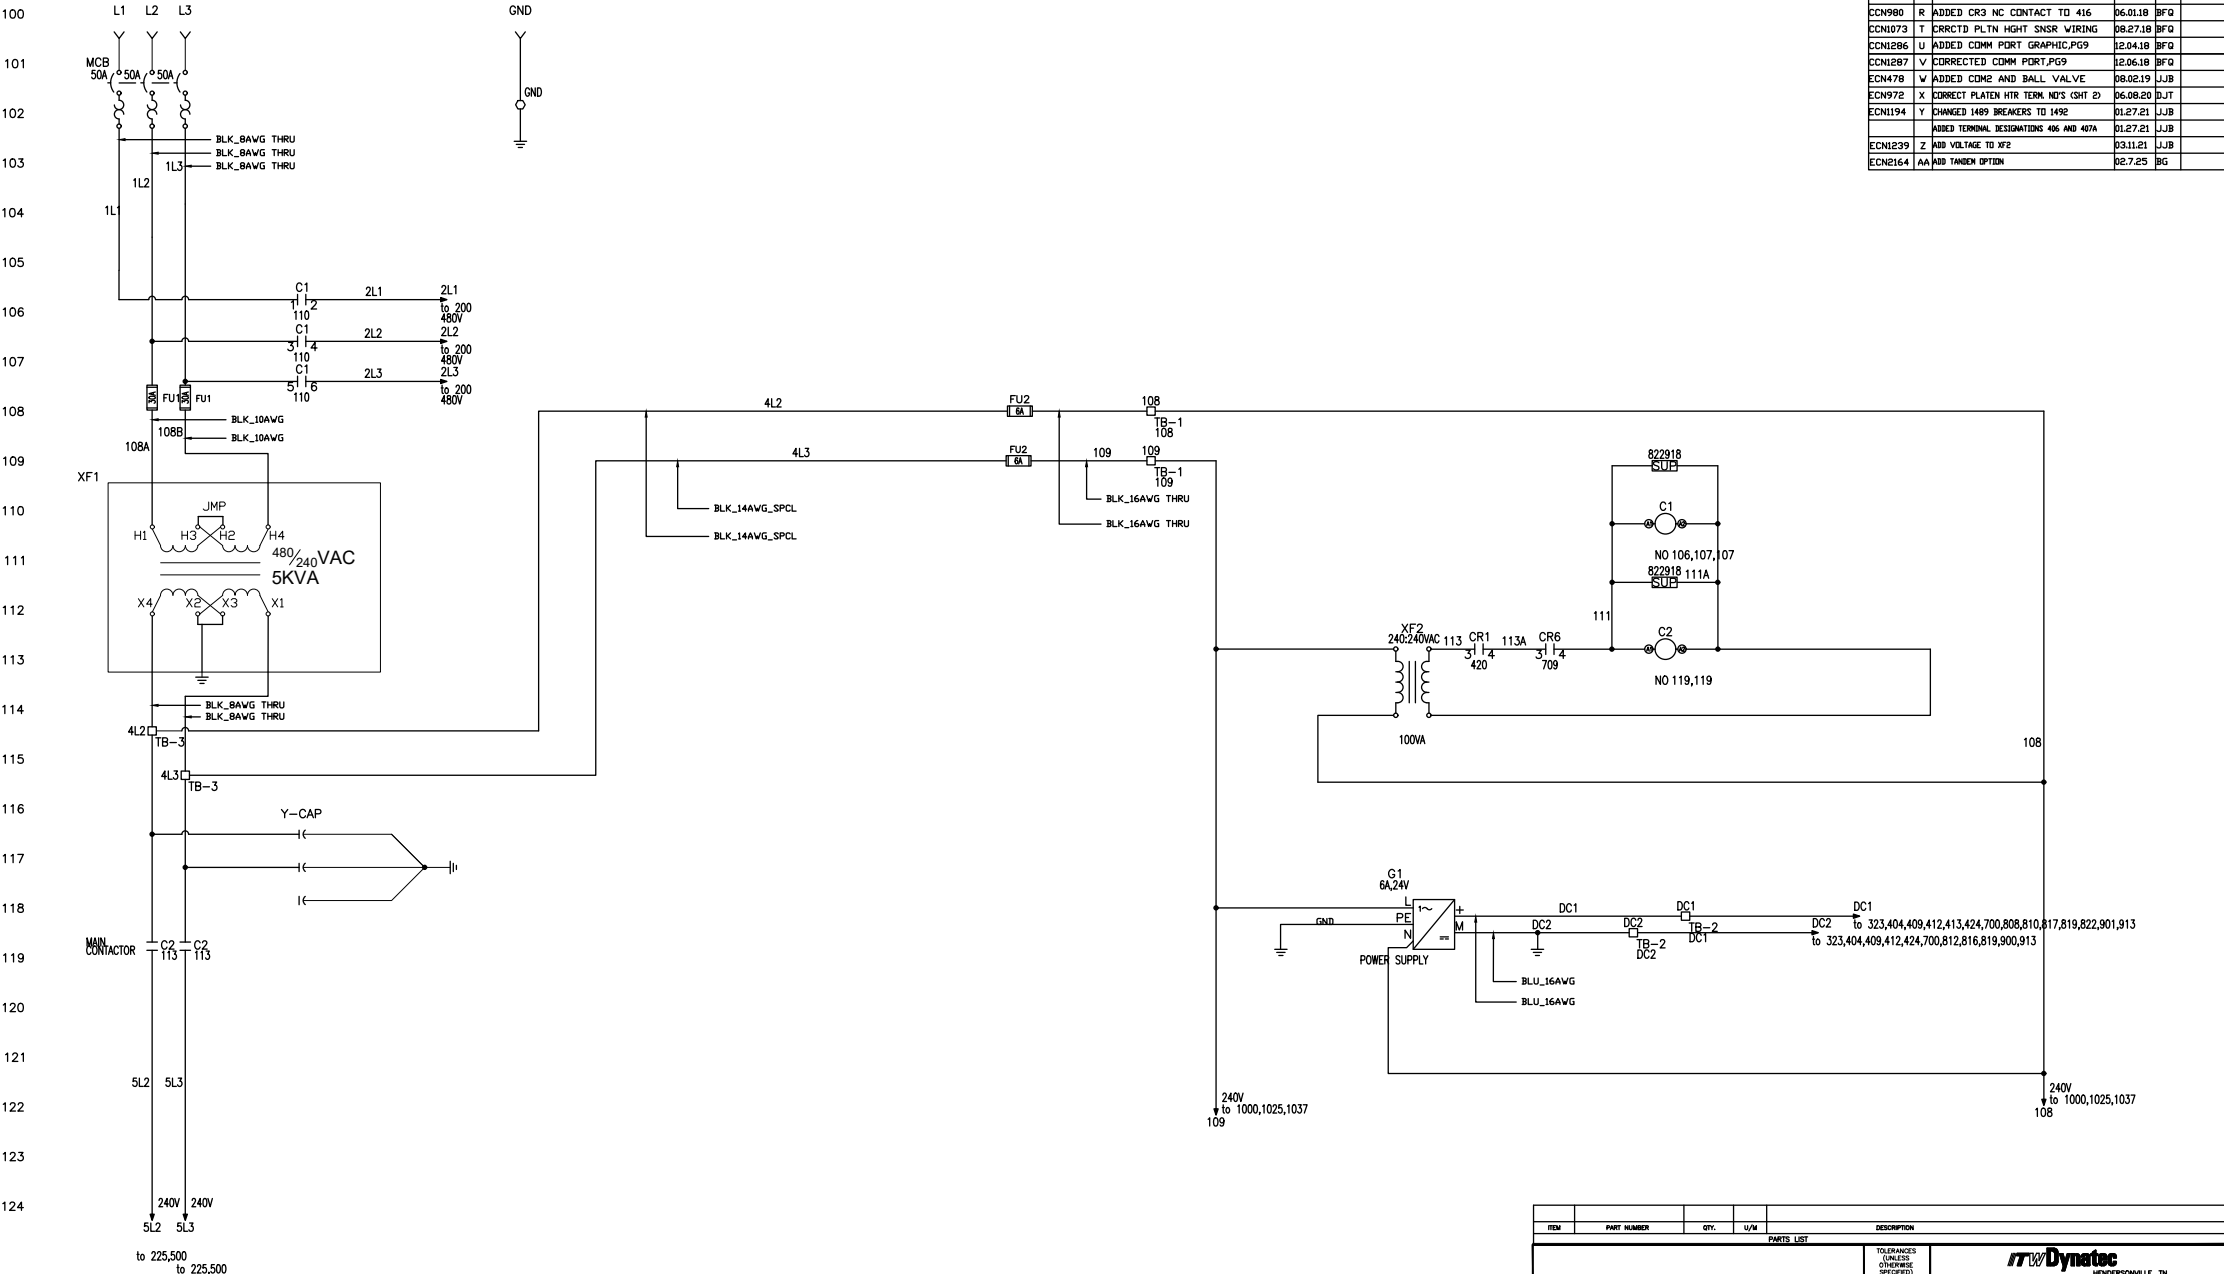 100
L1 L2 L3
GND
CCN980 R ADDED CR3 NC CONTACT TO 416 06.01.18 BFQ
CCN1073 T CRRCTD PLTN HGHT SNSR WIRING 08.27.18 BFQ
CCN1286 U ADDED COMM PORT GRAPHIC,PG9 12.04.18 BFQ
CCN1287 V CORRECTED COMM PORT,PG9 12.06.18 BFQ
ECN478 W ADDED COM2 AND BALL VALVE 08.02.19 JJB
ECN972 X CORRECT PLATEN HTR TERM. NO'S (SHT 2) 06.08.20 DJT
ECN1194 Y CHANGED 1489 BREAKERS TO 1492 01.27.21 JJB
ADDED TERMINAL DESIGNATIONS 406 AND 407A 01.27.21 JJB
ECN1239 Z ADD VOLTAGE TO XF2 03.11.21 JJB
ECN2164 AA ADD TANDEM OPTION 02.7.25 BG
101
MCB
50A 50A 50A
GND
102
BLK_8AWG THRU
BLK_8AWG THRU
103
1L3
BLK_8AWG THRU
1L2
104
1L1
105
C1
2L1
2L1
1 2
to 200
106
110
480V
C1
2L2
2L2
3 4
to 200
107
110
480V
C1
2L3
2L3
5 6
to 200
110
480V
30A FU1 30A FU1
108
BLK_10AWG
108B
BLK_10AWG
108A
4L2
FU2
6A
108
TB-1
108
109
4L3
FU2
6A
109
109
TB-1
109
822918
SUP
XF1
BLK_16AWG THRU
BLK_14AWG_SPCL
110
JMP
BLK_16AWG THRU
C1
A1 A2
H1 H3 H2 H4
BLK_14AWG_SPCL
111
480/240VAC
5KVA
NO 106,107,107
822918
SUP
111A
X4 X2 X3 X1
112
111
XF2
240:240VAC
113
CR1
3 4
420
113A
CR6
3 4
709
C2
A1 A2
113
NO 119,119
114
BLK_8AWG THRU
BLK_8AWG THRU
4L2
TB-3
100VA
108
115
4L3
TB-3
116
Y-CAP
117
G1
6A,24V
118
L
PE
N
1~
+
M
GND
DC1
DC1
TB-2
DC1
DC1
to 323,404,409,412,413,424,700,808,810,817,819,822,901,913
DC2
DC2
TB-2
DC2
DC2
to 323,404,409,412,424,700,812,816,819,900,913
MAIN
CONTACTOR
C2
113
C2
113
119
POWER SUPPLY
BLU_16AWG
120
BLU_16AWG
121
5L2 5L3
122
240V
to 1000,1025,1037
109
240V
to 1000,1025,1037
108
123
124
240V 240V
5L2 5L3
to 225,500
to 225,500
ITEM PART NUMBER QTY. U/M DESCRIPTION
PARTS LIST
TOLERANCES
(UNLESS
OTHERWISE
SPECIFIED)
ITW Dynatec
HENDERSONVILLE, TN